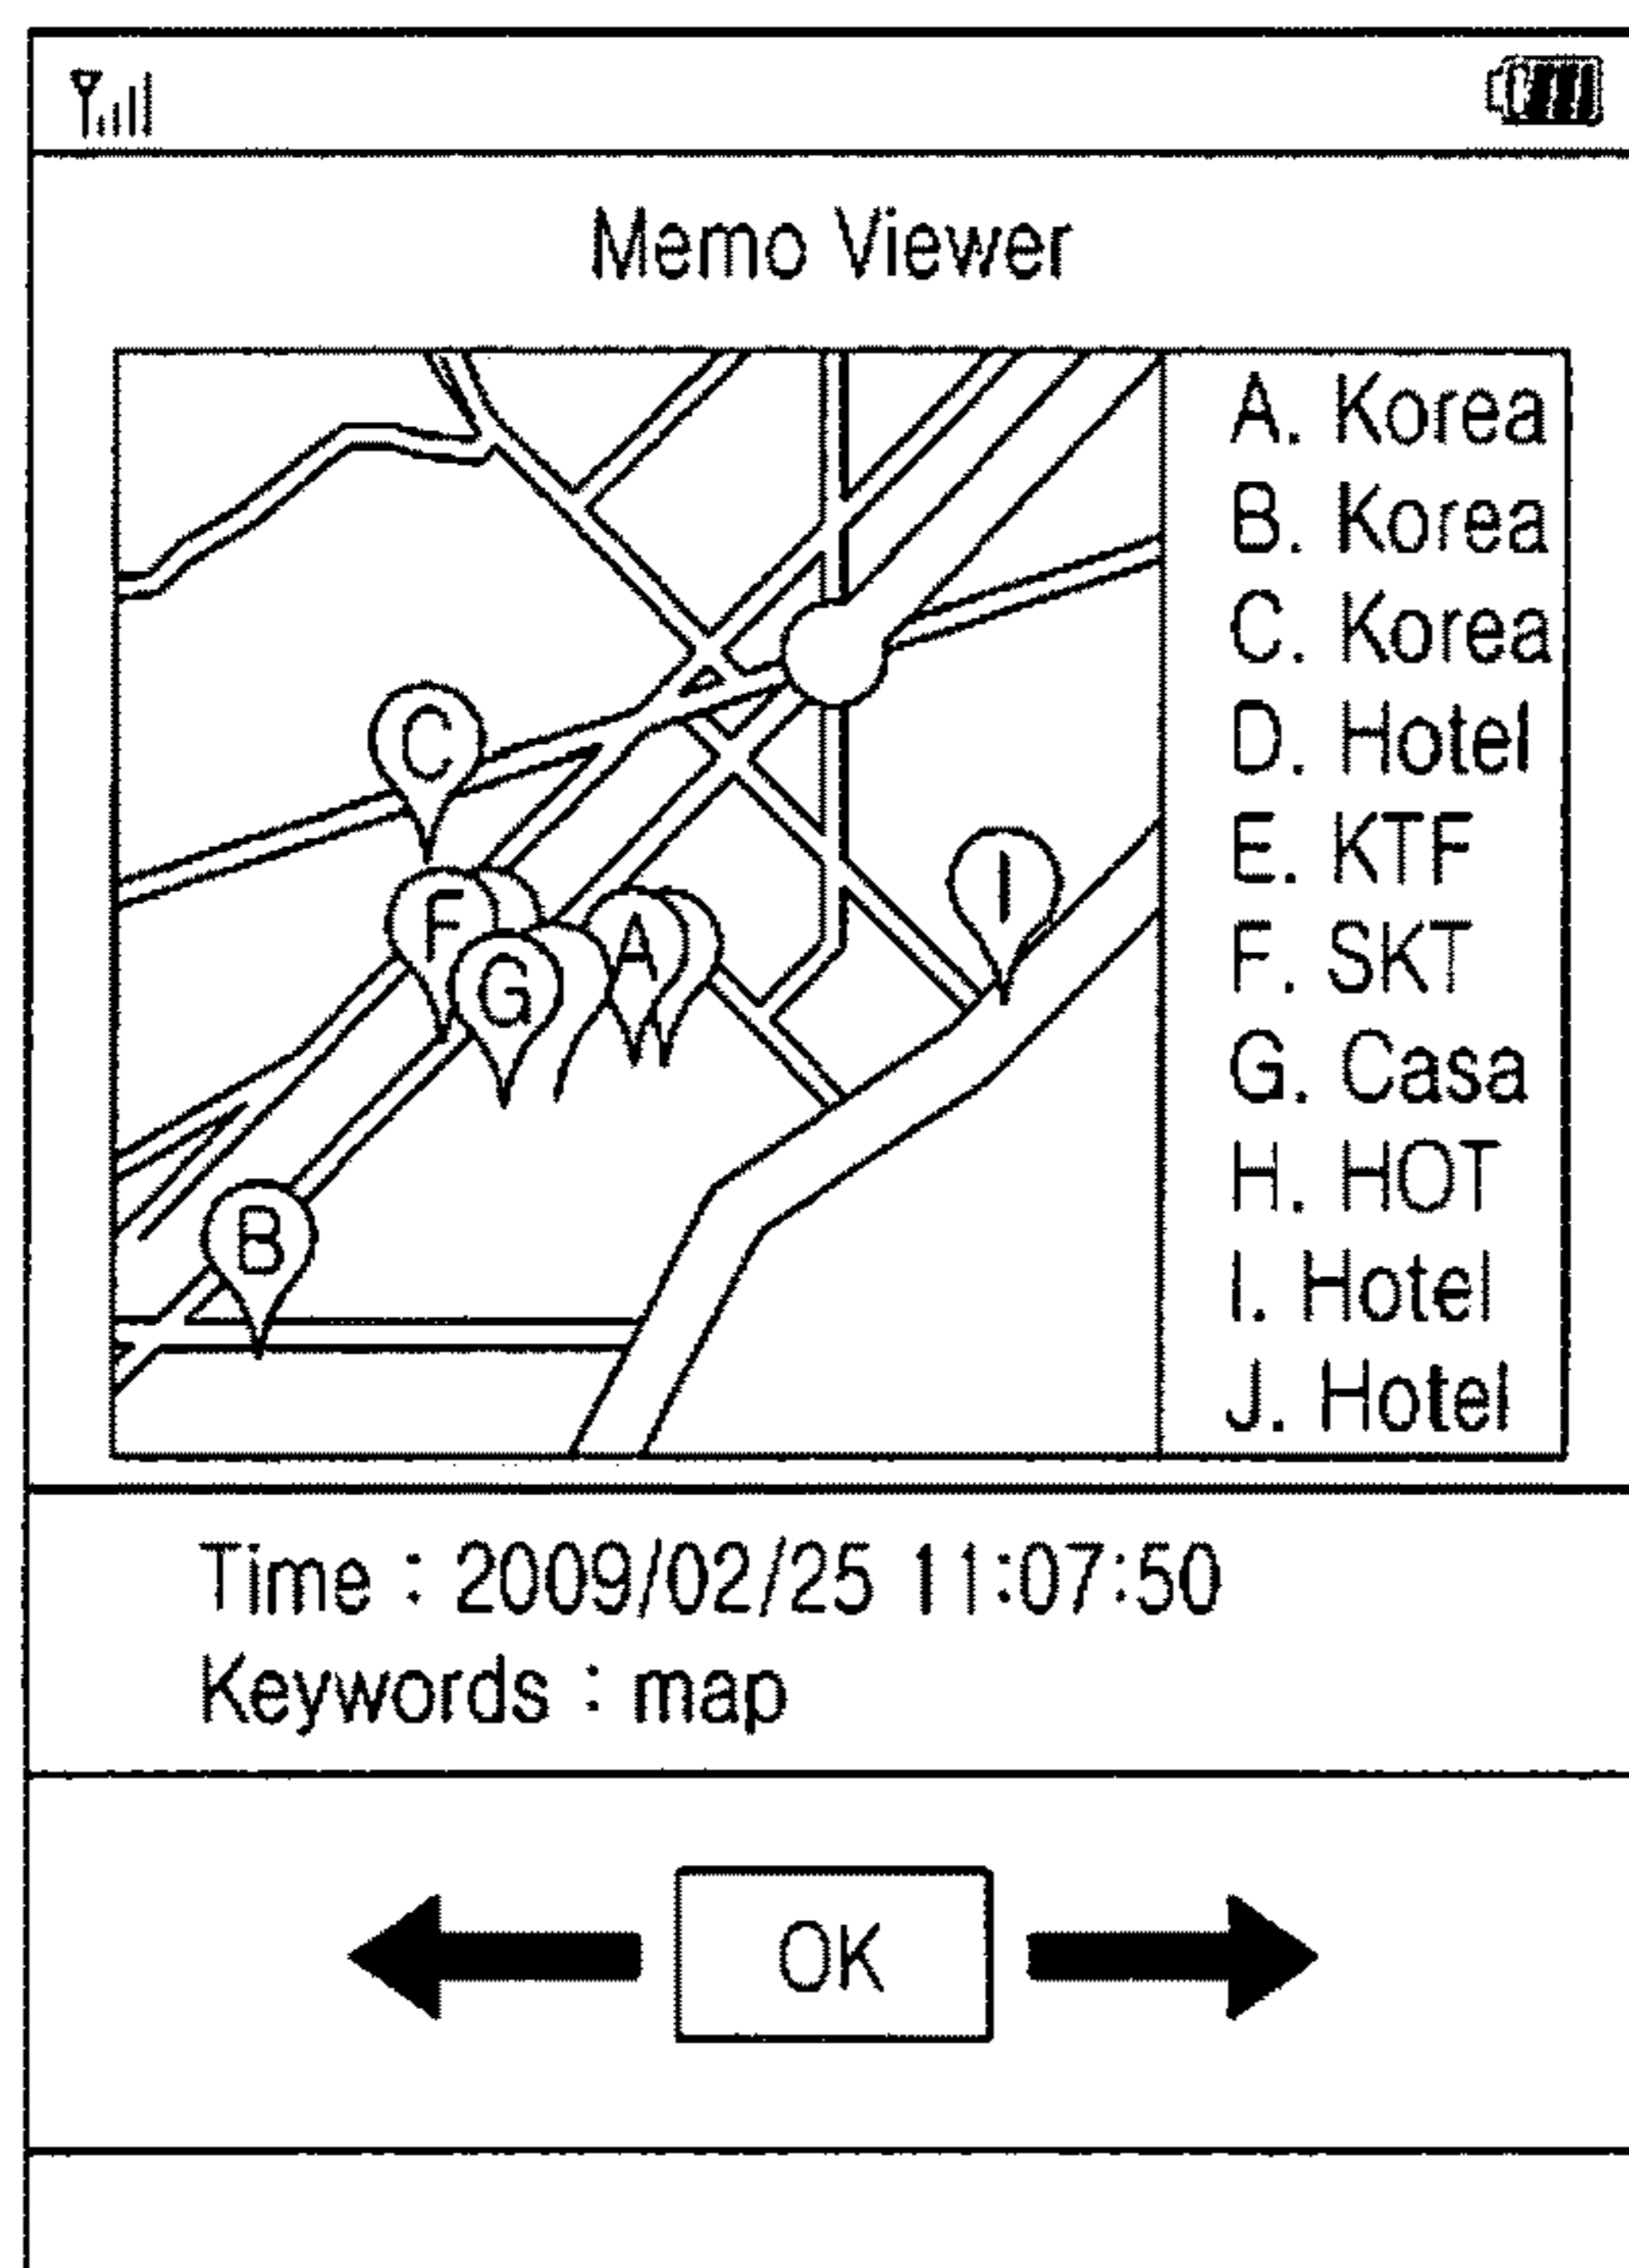 Memo Viewer
A. Korea
B. Korea
C. Korea
D. Hotel
E. KTF
F. SKT
G. Casa
H. HOT
I. Hotel
J. Hotel
C
I
F
A
G
B
Time : 2009/02/25 11:07:50
Keywords : map
OK